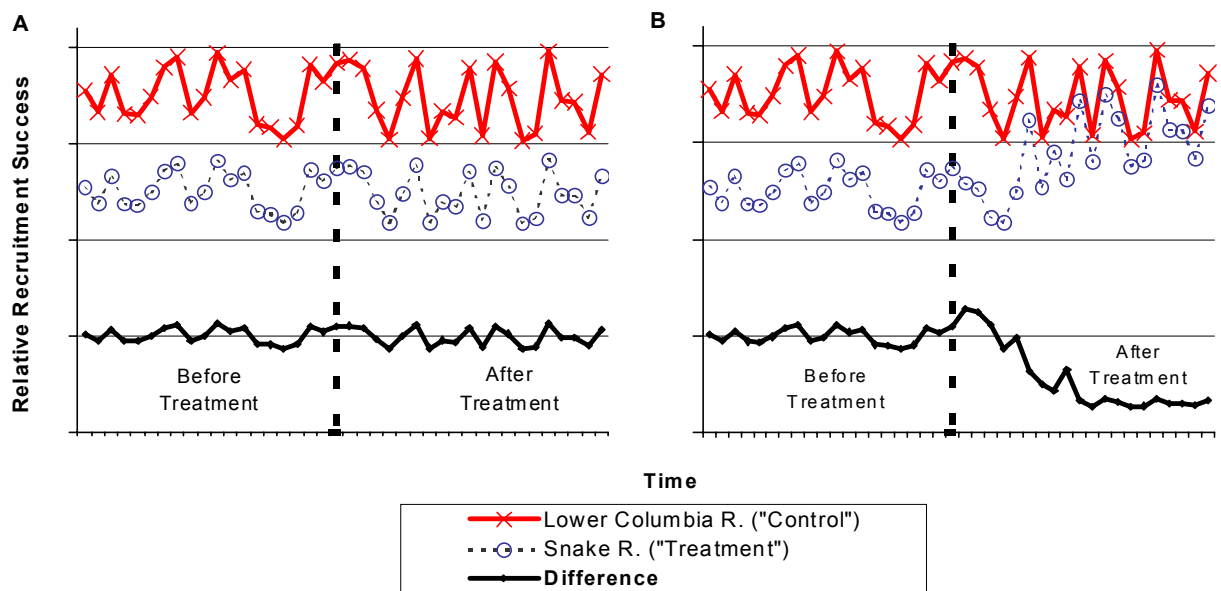 A
B
Relative Recruitment Success
Before
Treatment
After
Treatment
Before
Treatment
After
Treatment
Time
Lower Columbia R. ("Control")
Snake R. ("Treatment")
Difference